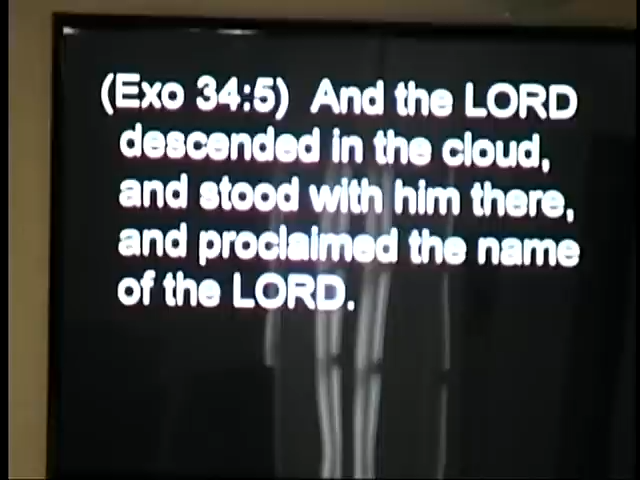 (Exo 34:5) And the LORD
descended in the cloud,
and stood with him there,
and proclaimed the name
of the LORD.